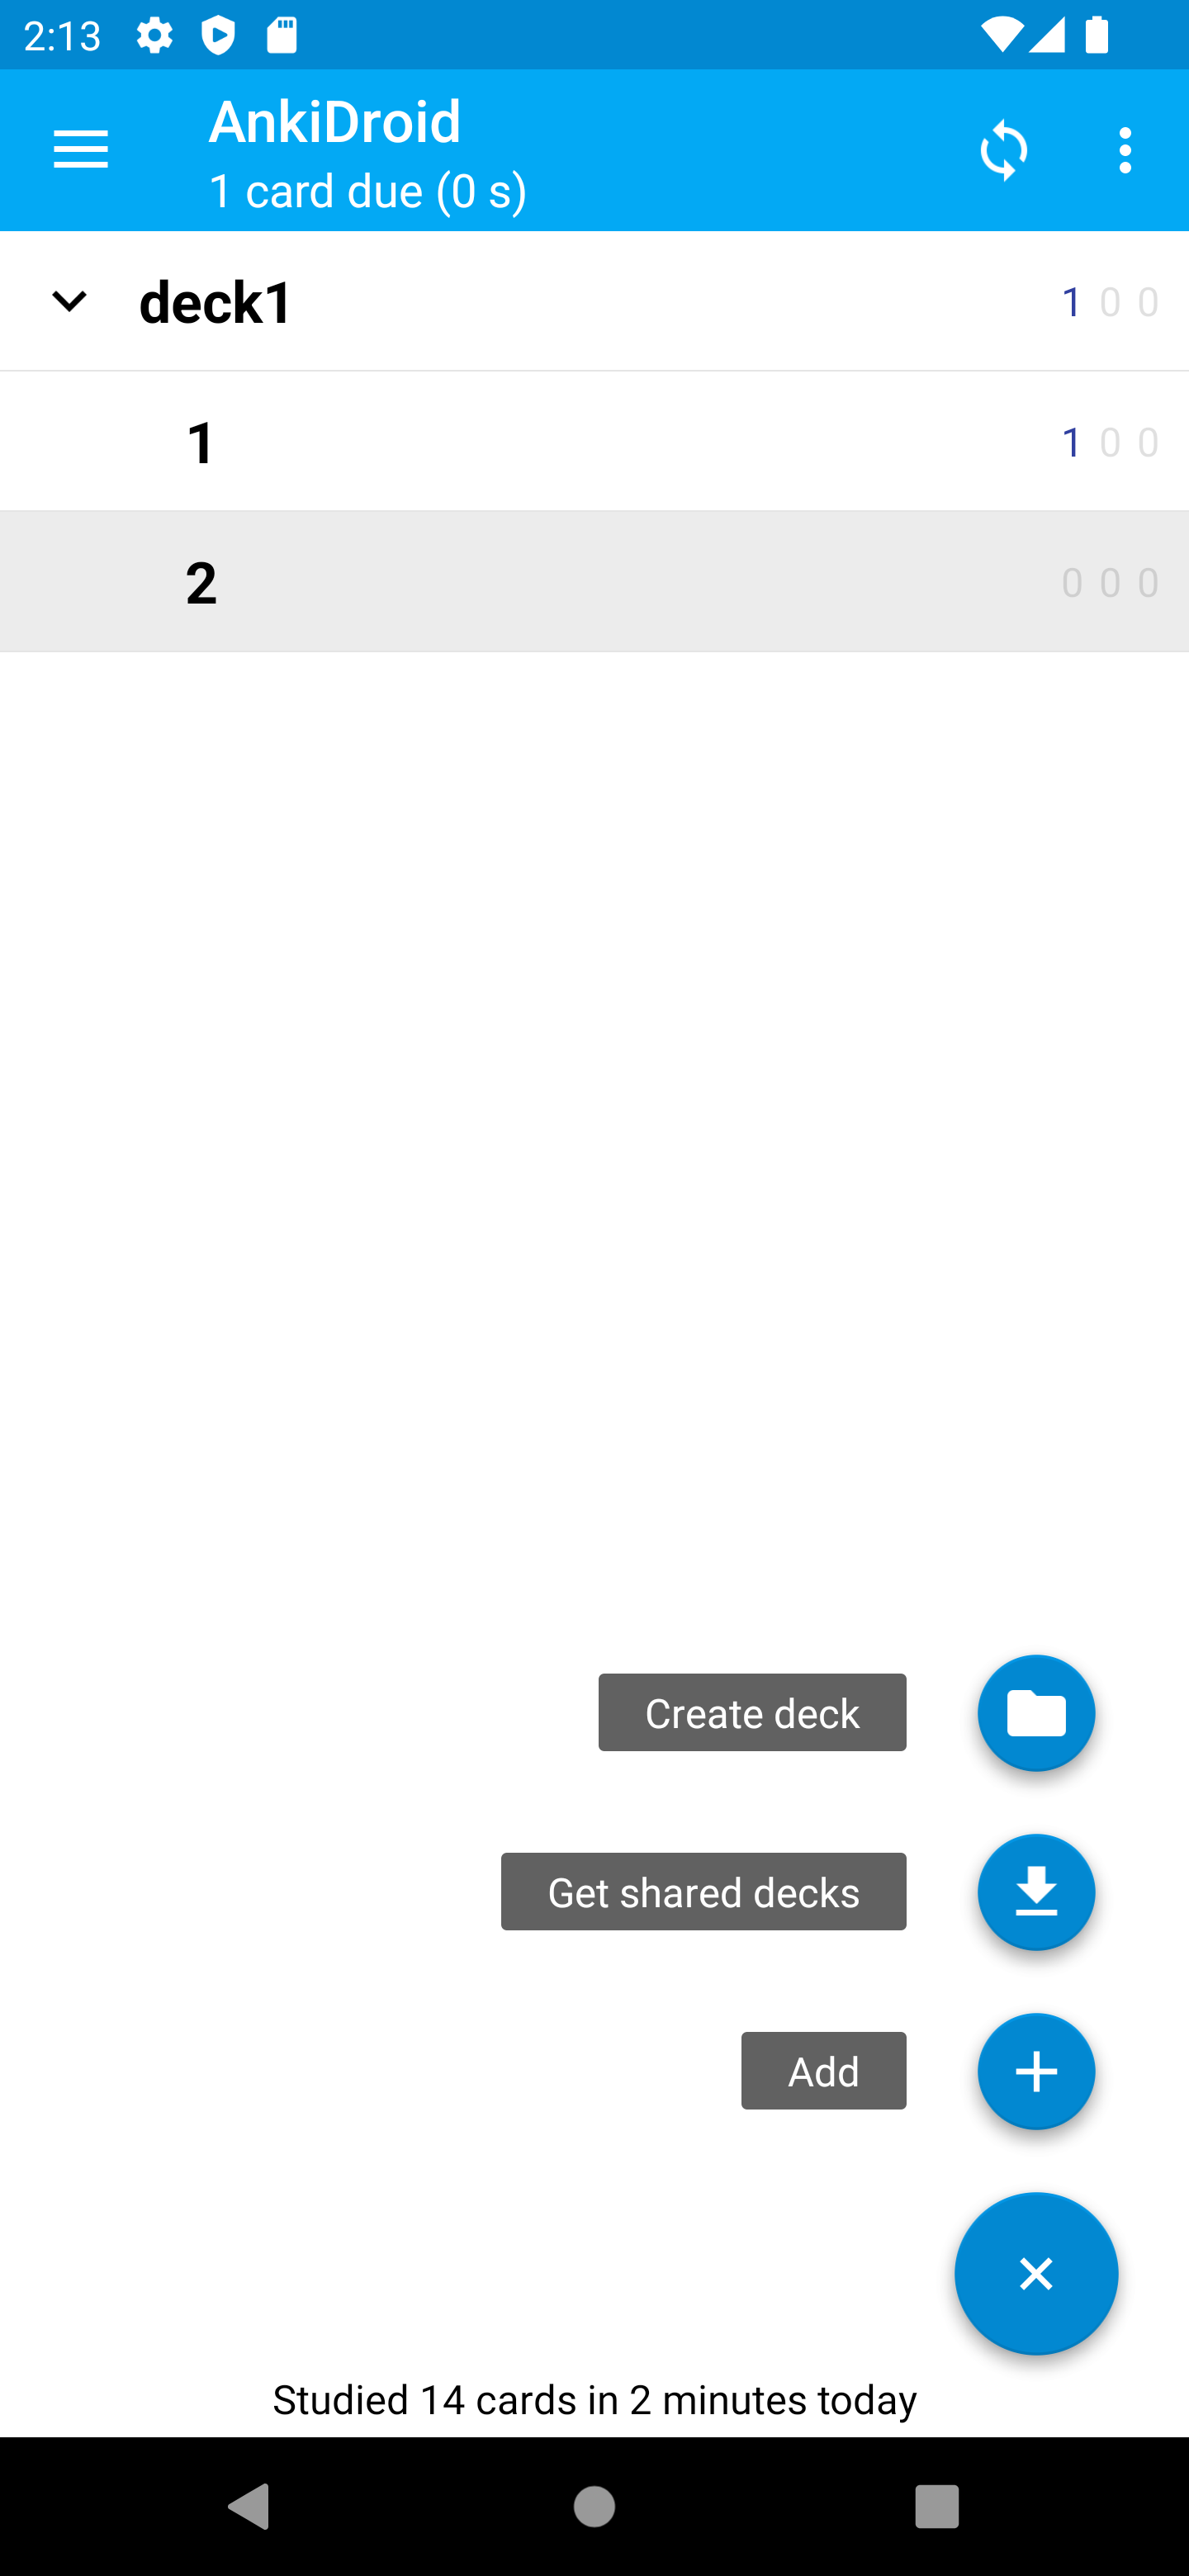 2:13
AnkiDroid
1 card due (0 s)
deck1 1 0 0
1 1 0 0
2 0 0 0
Create deck
Get shared decks
Add
Studied 14 cards in 2 minutes today